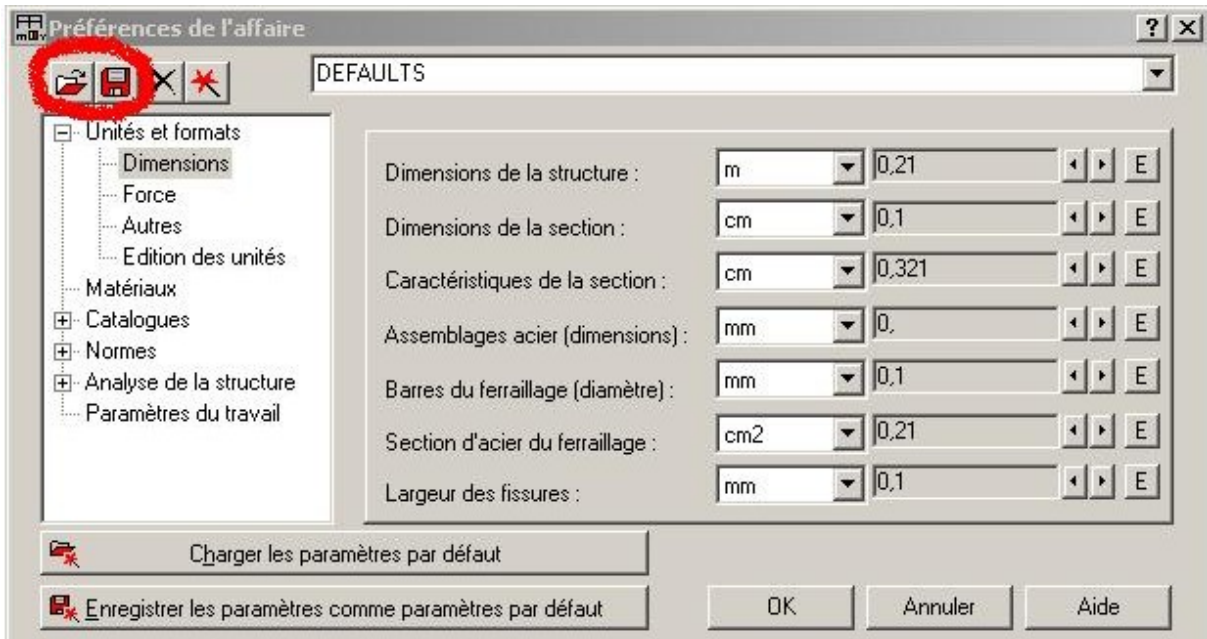 Préférences de l'affaire
DEFAULTS
Unités et formats
Dimensions
Force
Autres
Edition des unités
Matériaux
Catalogues
Normes
Analyse de la structure
Paramètres du travail
Dimensions de la structure : m 0,21 E
Dimensions de la section : cm 0,1 E
Caractéristiques de la section : cm 0,321 E
Assemblages acier (dimensions) : mm 0, E
Barres du ferraillage (diamètre) : mm 0,1 E
Section d'acier du ferraillage : cm2 0,21 E
Largeur des fissures : mm 0,1 E
Charger les paramètres par défaut
Enregistrer les paramètres comme paramètres par défaut
OK Annuler Aide